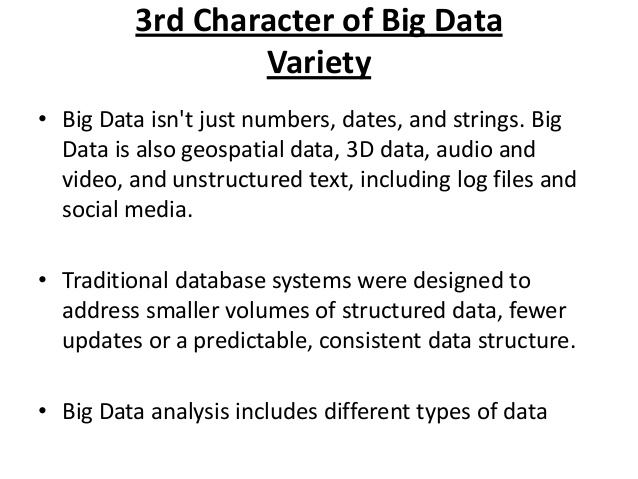 3rd Character of Big Data
Variety
• Big Data isn't just numbers, dates, and strings. Big
Data is also geospatial data, 3D data, audio and
video, and unstructured text, including log files and
social media.
• Traditional database systems were designed to
address smaller volumes of structured data, fewer
updates or a predictable, consistent data structure.
• Big Data analysis includes different types of data